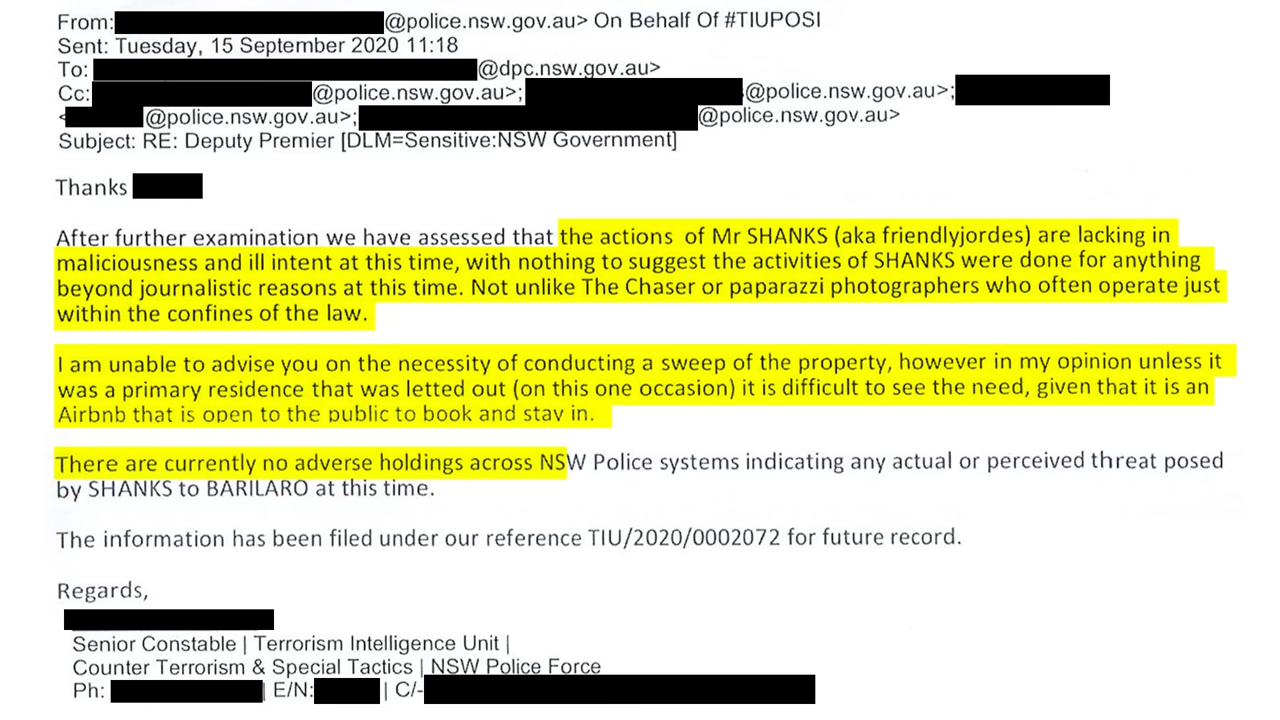 From: @police.nsw.gov.au> On Behalf Of #TIUPOSI
Sent: Tuesday, 15 September 2020 11:18
To: @dpc.nsw.gov.au>
Cc: @police.nsw.gov.au>; @police.nsw.gov.au>;
< @police.nsw.gov.au>; @police.nsw.gov.au>
Subject: RE: Deputy Premier [DLM=Sensitive:NSW Government]
Thanks
After further examination we have assessed that the actions of Mr SHANKS (aka friendlyjordes) are lacking in
maliciousness and ill intent at this time, with nothing to suggest the activities of SHANKS were done for anything
beyond journalistic reasons at this time. Not unlike The Chaser or paparazzi photographers who often operate just
within the confines of the law.
I am unable to advise you on the necessity of conducting a sweep of the property, however in my opinion unless it
was a primary residence that was letted out (on this one occasion) it is difficult to see the need, given that it is an
Airbnb that is open to the public to book and stay in.
There are currently no adverse holdings across NSW Police systems indicating any actual or perceived threat posed
by SHANKS to BARILARO at this time.
The information has been filed under our reference TIU/2020/0002072 for future record.
Regards,
Senior Constable | Terrorism Intelligence Unit |
Counter Terrorism & Special Tactics | NSW Police Force
Ph: | E/N: | C/-